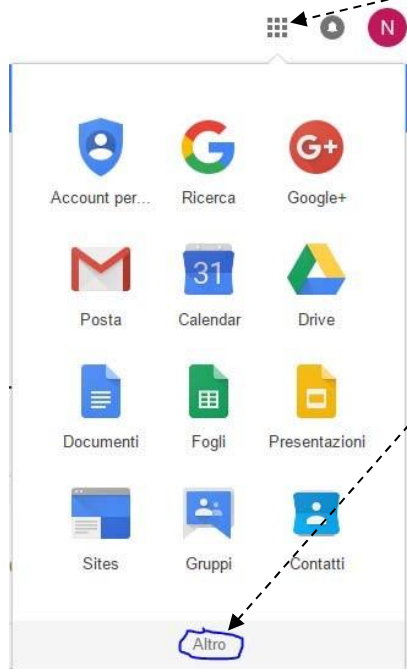 N
G+
Account per... Ricerca Google+
31
Posta Calendar Drive
Documenti Fogli Presentazioni
Sites Gruppi Contatti
Altro